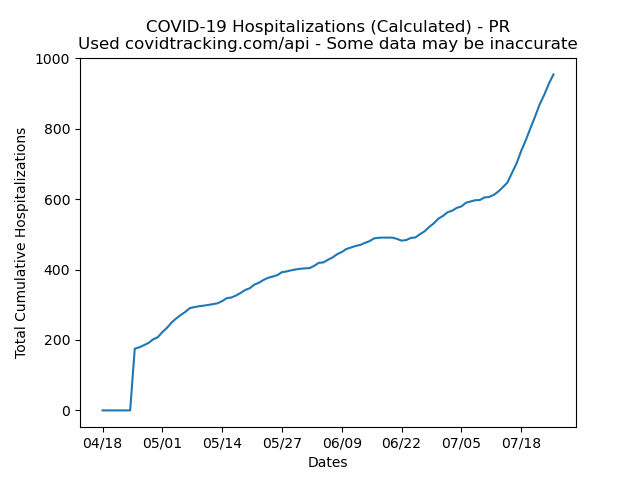 COVID-19 Hospitalizations (Calculated) - PR
Used covidtracking.com/api - Some data may be inaccurate
Total Cumulative Hospitalizations
1000
800
600
400
200
0
04/18 05/01 05/14 05/27 06/09 06/22 07/05 07/18
Dates